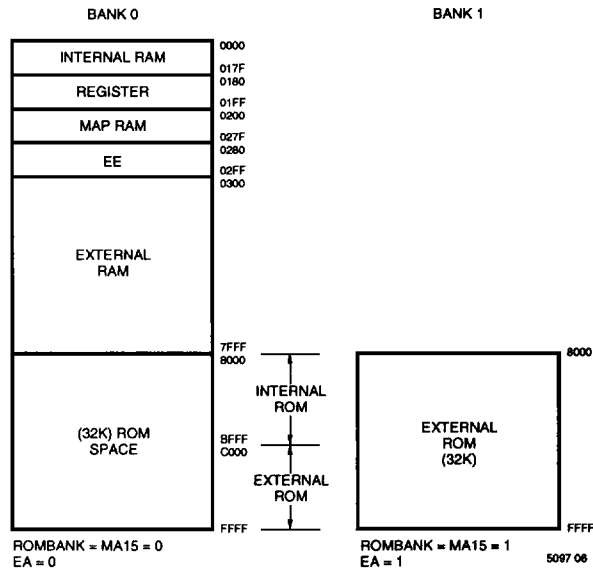 BANK 0
BANK 1
0000
INTERNAL RAM
017F
0180
REGISTER
01FF
0200
MAP RAM
027F
0280
EE
02FF
0300
EXTERNAL
RAM
7FFF
8000
8000
INTERNAL
ROM
(32K) ROM
SPACE
BFFF
C000
EXTERNAL
ROM
(32K)
EXTERNAL
ROM
FFFF
FFFF
ROMBANK = MA15 = 0
EA = 0
ROMBANK = MA15 = 1
EA = 1
5097 06